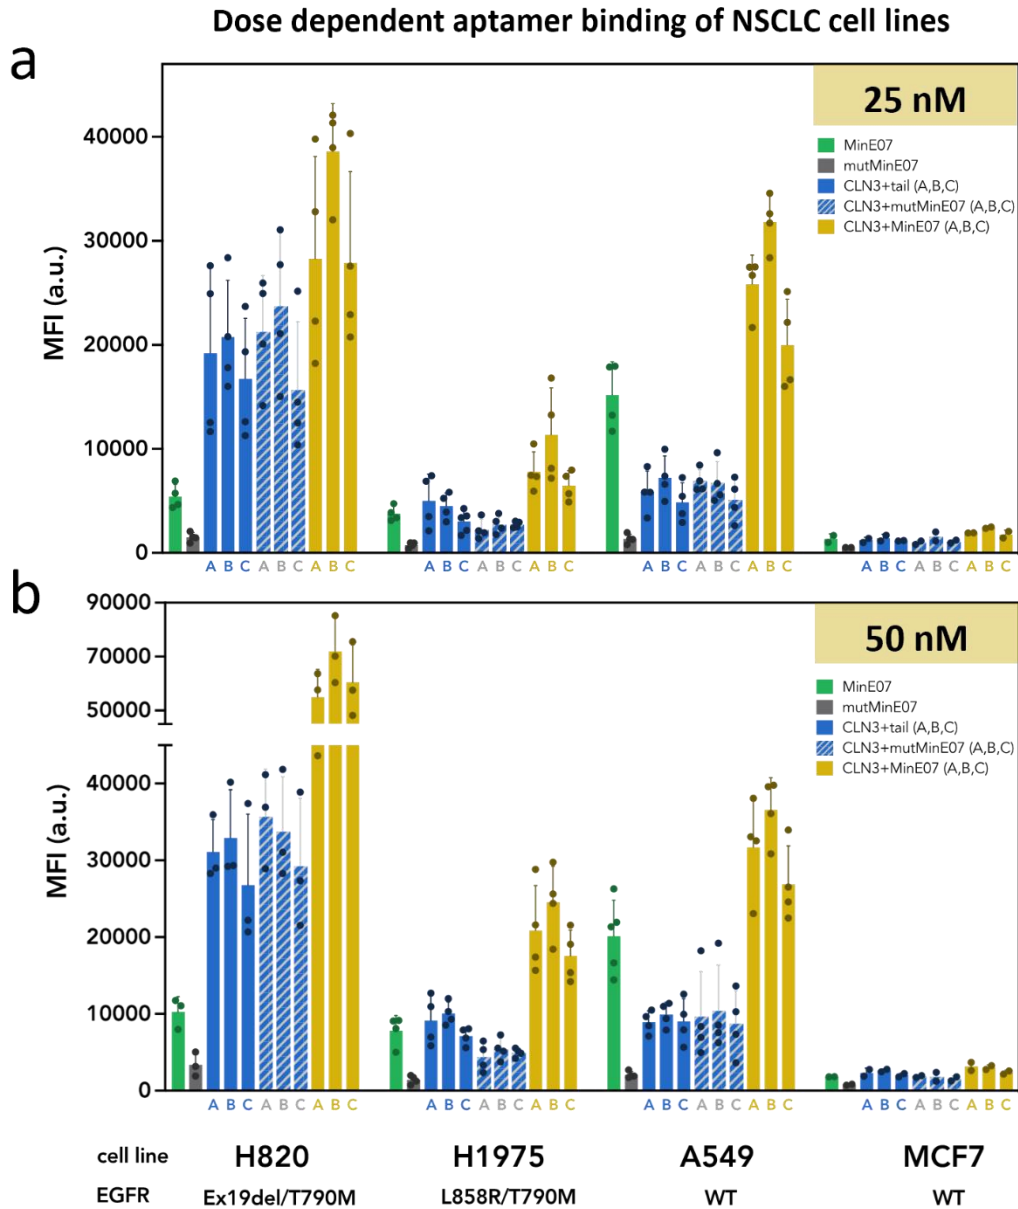 Dose dependent aptamer binding of NSCLC cell lines
a
25 nM
MinE07
mutMinE07
CLN3+tail (A,B,C)
CLN3+mutMinE07 (A,B,C)
CLN3+MinE07 (A,B,C)
MFI (a.u.)
40000
30000
20000
10000
0
A B C A B C A B C A B C A B C A B C A B C A B C A B C A B C A B C A B C
b
50 nM
MinE07
mutMinE07
CLN3+tail (A,B,C)
CLN3+mutMinE07 (A,B,C)
CLN3+MinE07 (A,B,C)
MFI (a.u.)
90000
70000
50000
40000
30000
20000
10000
0
A B C A B C A B C A B C A B C A B C A B C A B C A B C A B C A B C A B C
cell line H820 H1975 A549 MCF7
EGFR Ex19del/T790M L858R/T790M WT WT